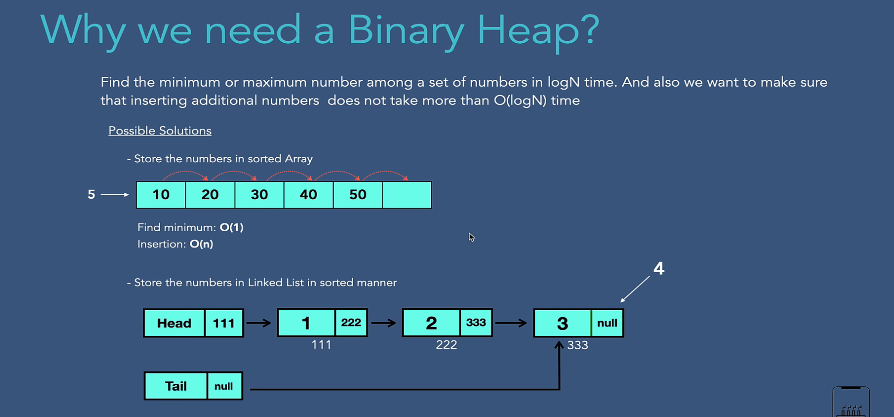 Why we need a Binary Heap?
Find the minimum or maximum number among a set of numbers in logN time. And also we want to make sure
that inserting additional numbers does not take more than O(logN) time
Possible Solutions
- Store the numbers in sorted Array
5 10 20 30 40 50
Find minimum: O(1)
Insertion: O(n)
- Store the numbers in Linked List in sorted manner
4
Head 111 1 222 2 333 3 null
111 222 333
Tail null